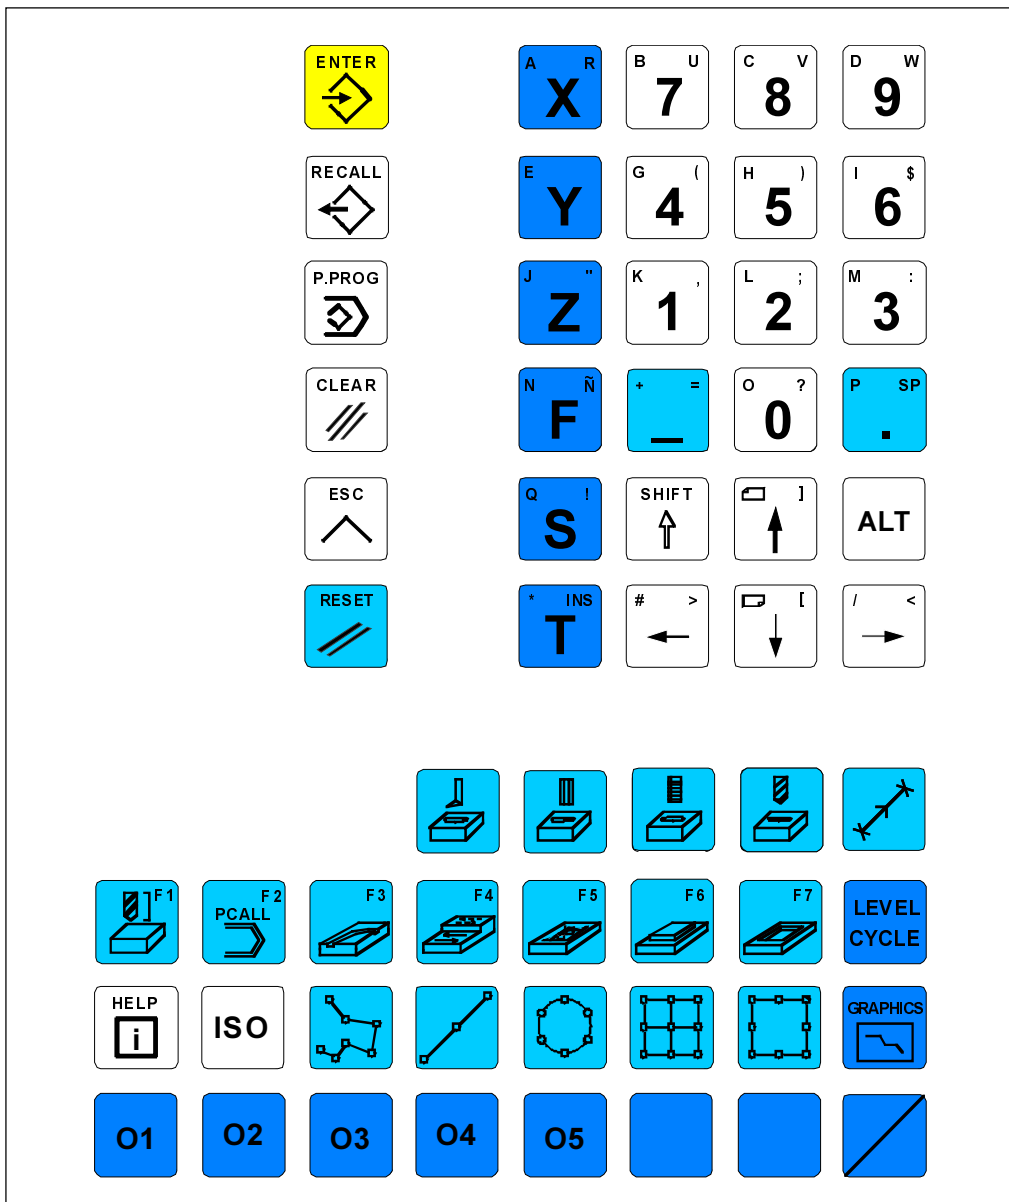 ENTER
A R
X
B U
7
C V
8
D W
9
RECALL
E
Y
G (
4
H )
5
I $
6
P.PROG
J "
Z
K ,
1
L ;
2
M :
3
CLEAR
N Ñ
F
+ =
_
O ?
0
P SP
.
ESC
Q !
S
SHIFT
]
ALT
RESET
* INS
T
# >
[
/ <
F1
F2
PCALL
F3
F4
F5
F6
F7
LEVEL
CYCLE
HELP
i
ISO
GRAPHICS
O1
O2
O3
O4
O5